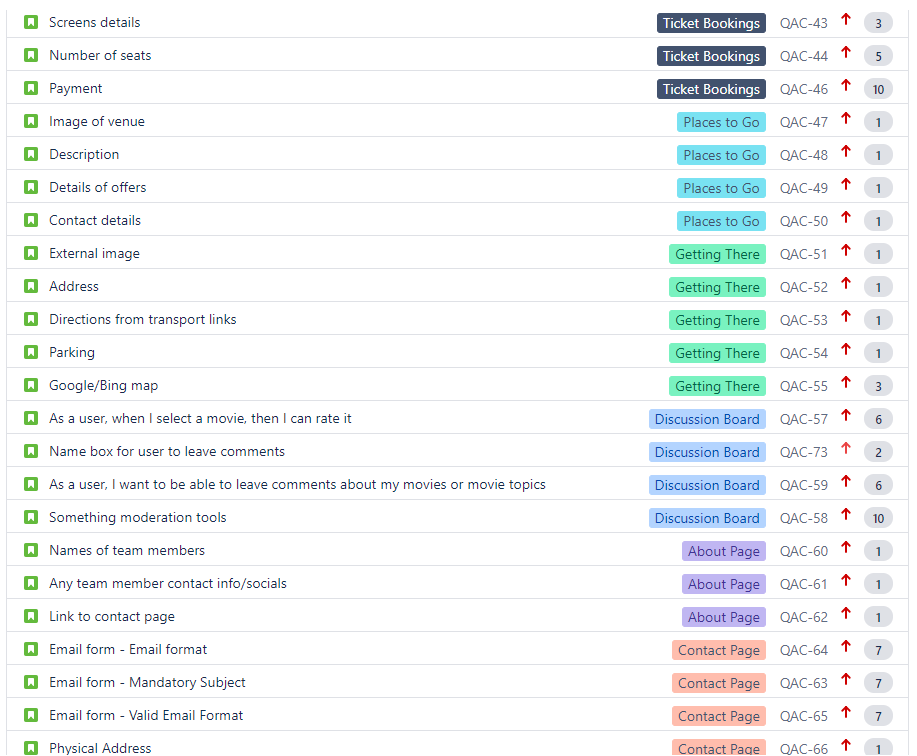 Screens details Ticket Bookings QAC-43 3
Number of seats Ticket Bookings QAC-44 5
Payment Ticket Bookings QAC-46 10
Image of venue Places to Go QAC-47 1
Description Places to Go QAC-48 1
Details of offers Places to Go QAC-49 1
Contact details Places to Go QAC-50 1
External image Getting There QAC-51 1
Address Getting There QAC-52 1
Directions from transport links Getting There QAC-53 1
Parking Getting There QAC-54 1
Google/Bing map Getting There QAC-55 3
As a user, when I select a movie, then I can rate it Discussion Board QAC-57 6
Name box for user to leave comments Discussion Board QAC-73 2
As a user, I want to be able to leave comments about my movies or movie topics Discussion Board QAC-59 6
Something moderation tools Discussion Board QAC-58 10
Names of team members About Page QAC-60 1
Any team member contact info/socials About Page QAC-61 1
Link to contact page About Page QAC-62 1
Email form - Email format Contact Page QAC-64 7
Email form - Mandatory Subject Contact Page QAC-63 7
Email form - Valid Email Format Contact Page QAC-65 7
Physical Address Contact Page QAC-66 1